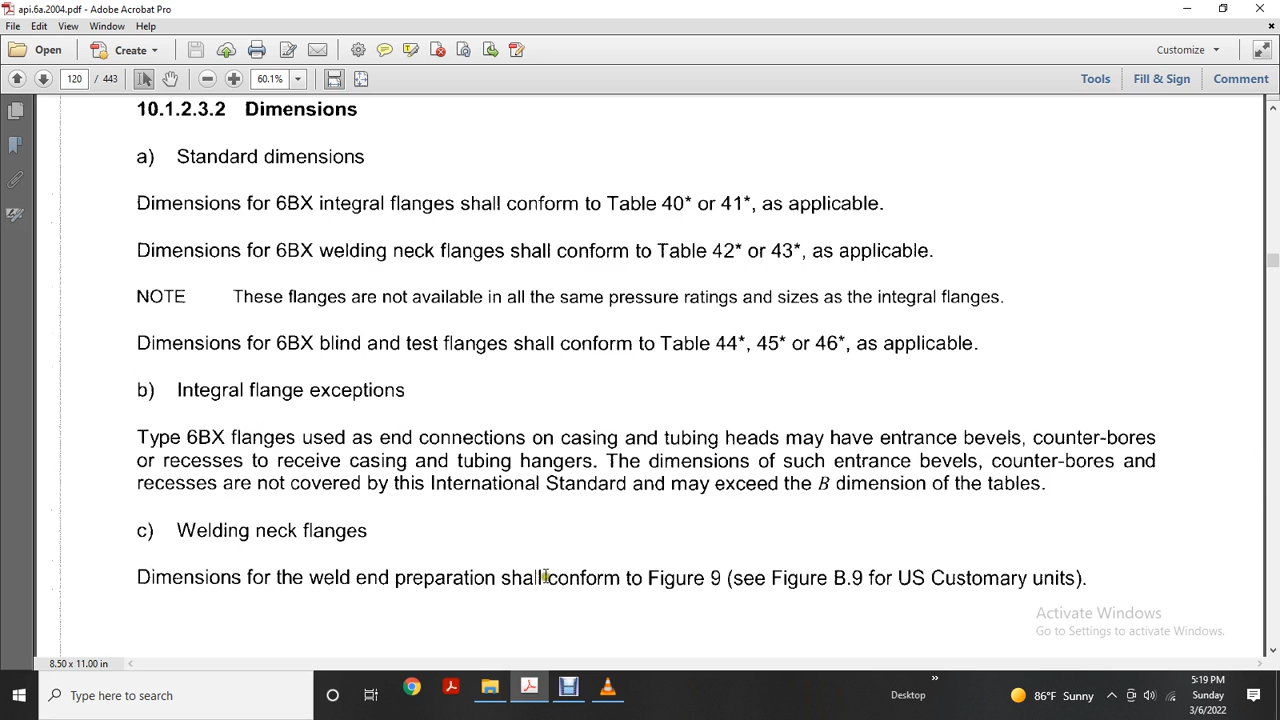 api.6a.2004.pdf - Adobe Acrobat Pro
File Edit View Window Help
Open Create Customize
120 / 443 60.1% Tools Fill & Sign Comment
10.1.2.3.2 Dimensions
a) Standard dimensions
Dimensions for 6BX integral flanges shall conform to Table 40* or 41*, as applicable.
Dimensions for 6BX welding neck flanges shall conform to Table 42* or 43*, as applicable.
NOTE These flanges are not available in all the same pressure ratings and sizes as the integral flanges.
Dimensions for 6BX blind and test flanges shall conform to Table 44*, 45* or 46*, as applicable.
b) Integral flange exceptions
Type 6BX flanges used as end connections on casing and tubing heads may have entrance bevels, counter-bores
or recesses to receive casing and tubing hangers. The dimensions of such entrance bevels, counter-bores and
recesses are not covered by this International Standard and may exceed the B dimension of the tables.
c) Welding neck flanges
Dimensions for the weld end preparation shall conform to Figure 9 (see Figure B.9 for US Customary units).
Activate Windows
Go to Settings to activate Windows.
8.50 x 11.00 in
Type here to search
Desktop
86°F Sunny
5:19 PM
Sunday
3/6/2022